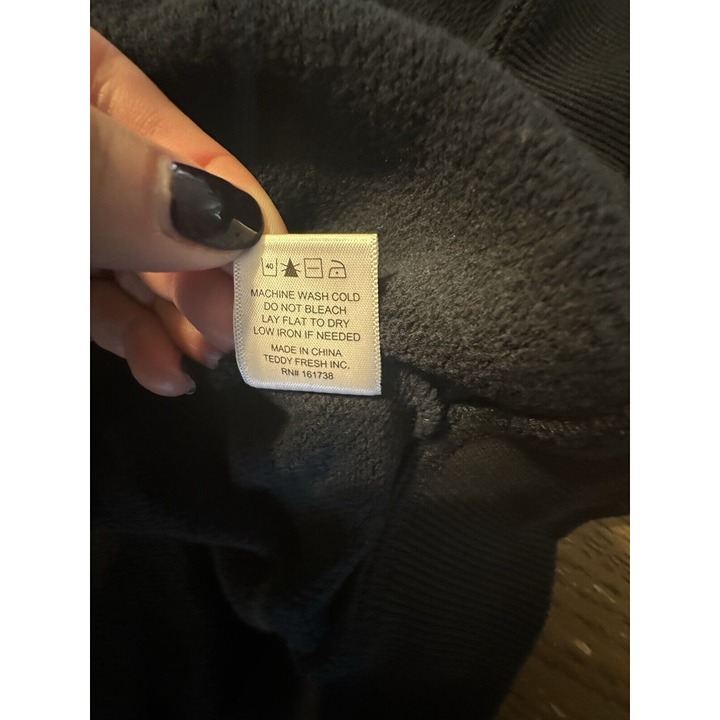 40
MACHINE WASH COLD
DO NOT BLEACH
LAY FLAT TO DRY
LOW IRON IF NEEDED
MADE IN CHINA
TEDDY FRESH INC.
RN# 161738